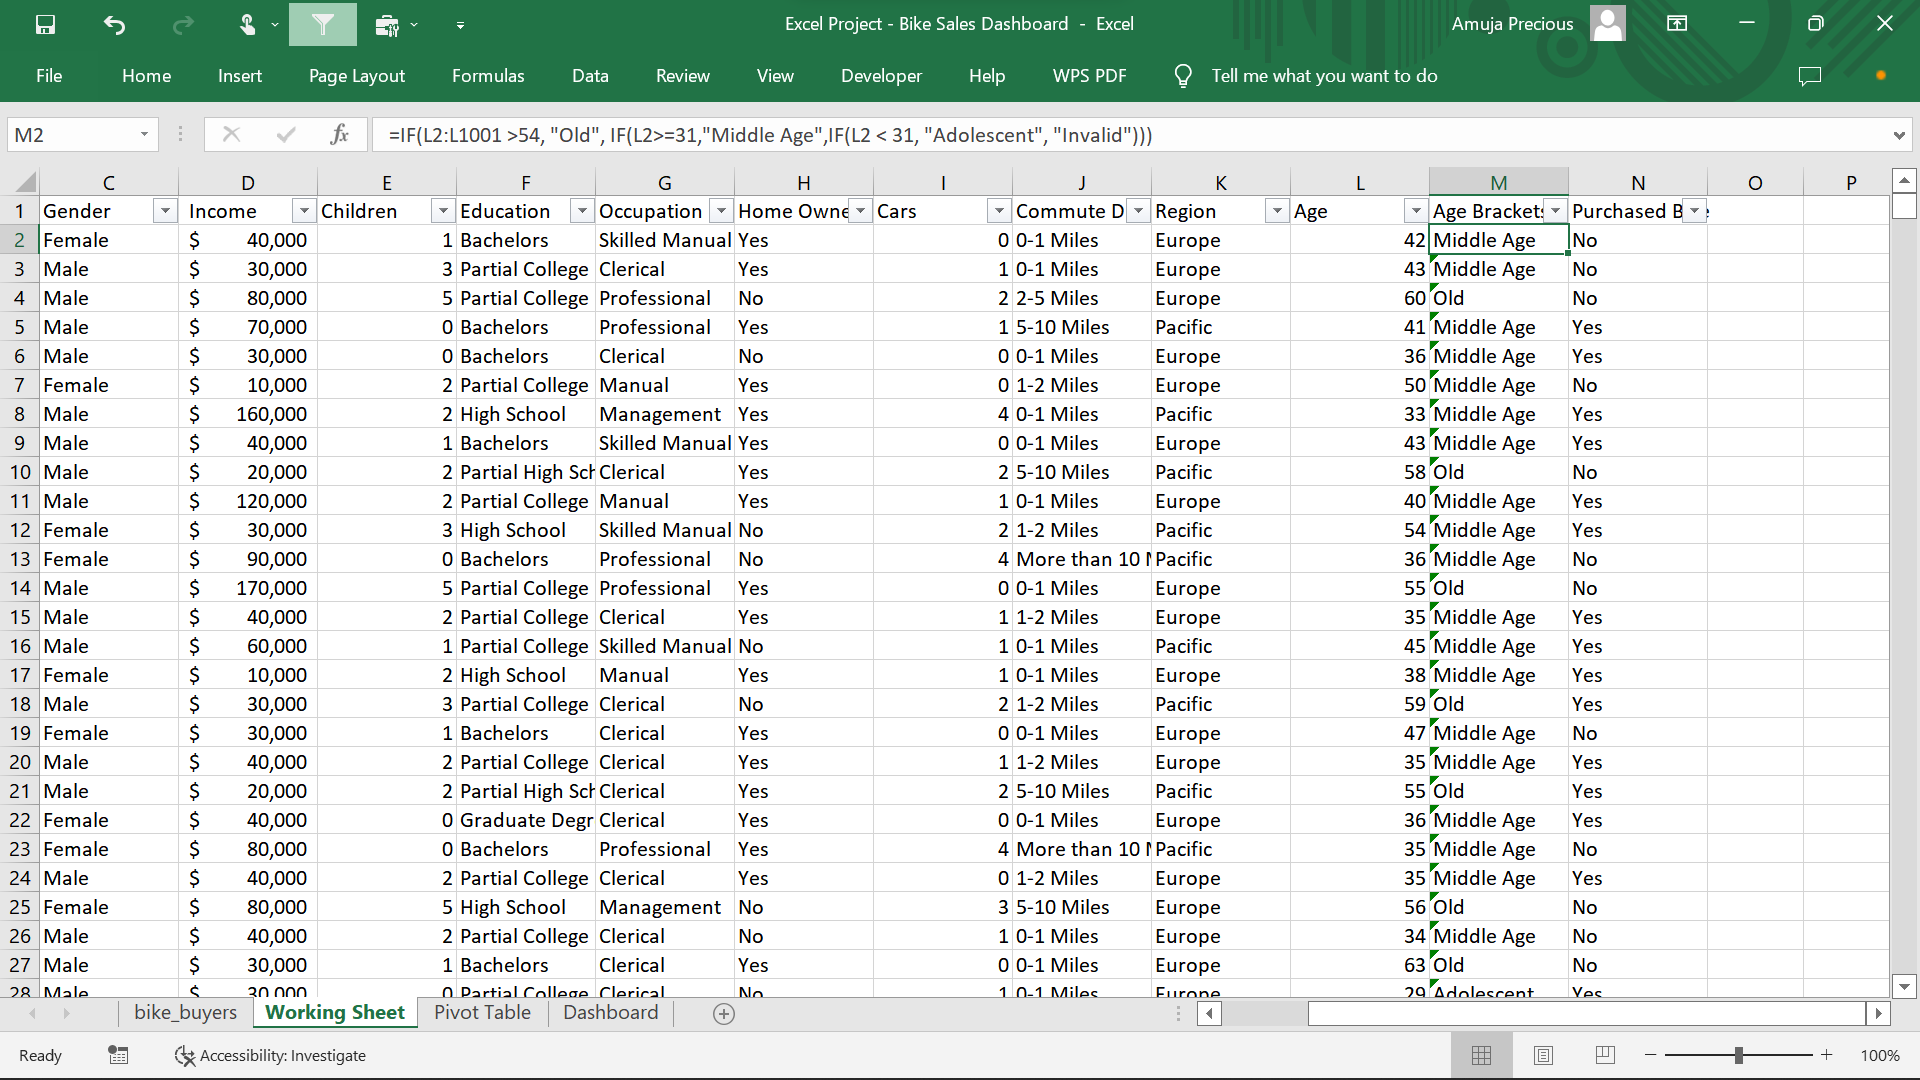 Excel Project - Bike Sales Dashboard - Excel
Amuja Precious
File Home Insert Page Layout Formulas Data Review View Developer Help WPS PDF Tell me what you want to do
M2 fx =IF(L2:L1001 >54, "Old", IF(L2>=31,"Middle Age",IF(L2 < 31, "Adolescent", "Invalid")))
C D E F G H I J K L M N O P
1 Gender Income Children Education Occupation Home Owne Cars Commute D Region Age Age Brackets Purchased B
2 Female $ 40,000 1 Bachelors Skilled Manual Yes 0 0-1 Miles Europe 42 Middle Age No
3 Male $ 30,000 3 Partial College Clerical Yes 1 0-1 Miles Europe 43 Middle Age No
4 Male $ 80,000 5 Partial College Professional No 2 2-5 Miles Europe 60 Old No
5 Male $ 70,000 0 Bachelors Professional Yes 1 5-10 Miles Pacific 41 Middle Age Yes
6 Male $ 30,000 0 Bachelors Clerical No 0 0-1 Miles Europe 36 Middle Age Yes
7 Female $ 10,000 2 Partial College Manual Yes 0 1-2 Miles Europe 50 Middle Age No
8 Male $ 160,000 2 High School Management Yes 4 0-1 Miles Pacific 33 Middle Age Yes
9 Male $ 40,000 1 Bachelors Skilled Manual Yes 0 0-1 Miles Europe 43 Middle Age Yes
10 Male $ 20,000 2 Partial High Sch Clerical Yes 2 5-10 Miles Pacific 58 Old No
11 Male $ 120,000 2 Partial College Manual Yes 1 0-1 Miles Europe 40 Middle Age Yes
12 Female $ 30,000 3 High School Skilled Manual No 2 1-2 Miles Pacific 54 Middle Age Yes
13 Female $ 90,000 0 Bachelors Professional No 4 More than 10 M Pacific 36 Middle Age No
14 Male $ 170,000 5 Partial College Professional Yes 0 0-1 Miles Europe 55 Old No
15 Male $ 40,000 2 Partial College Clerical Yes 1 1-2 Miles Europe 35 Middle Age Yes
16 Male $ 60,000 1 Partial College Skilled Manual No 1 0-1 Miles Pacific 45 Middle Age Yes
17 Female $ 10,000 2 High School Manual Yes 1 0-1 Miles Europe 38 Middle Age Yes
18 Male $ 30,000 3 Partial College Clerical No 2 1-2 Miles Pacific 59 Old Yes
19 Female $ 30,000 1 Bachelors Clerical Yes 0 0-1 Miles Europe 47 Middle Age No
20 Male $ 40,000 2 Partial College Clerical Yes 1 1-2 Miles Europe 35 Middle Age Yes
21 Male $ 20,000 2 Partial High Sch Clerical Yes 2 5-10 Miles Pacific 55 Old Yes
22 Female $ 40,000 0 Graduate Degr Clerical Yes 0 0-1 Miles Europe 36 Middle Age Yes
23 Female $ 80,000 0 Bachelors Professional Yes 4 More than 10 M Pacific 35 Middle Age No
24 Male $ 40,000 2 Partial College Clerical Yes 0 1-2 Miles Europe 35 Middle Age Yes
25 Female $ 80,000 5 High School Management No 3 5-10 Miles Europe 56 Old No
26 Male $ 40,000 2 Partial College Clerical No 1 0-1 Miles Europe 34 Middle Age No
27 Male $ 30,000 1 Bachelors Clerical Yes 0 0-1 Miles Europe 63 Old No
28 Male $ 30,000 0 Partial College Clerical No 1 0-1 Miles Europe 29 Adolescent Yes
bike_buyers Working Sheet Pivot Table Dashboard
Ready Accessibility: Investigate 100%